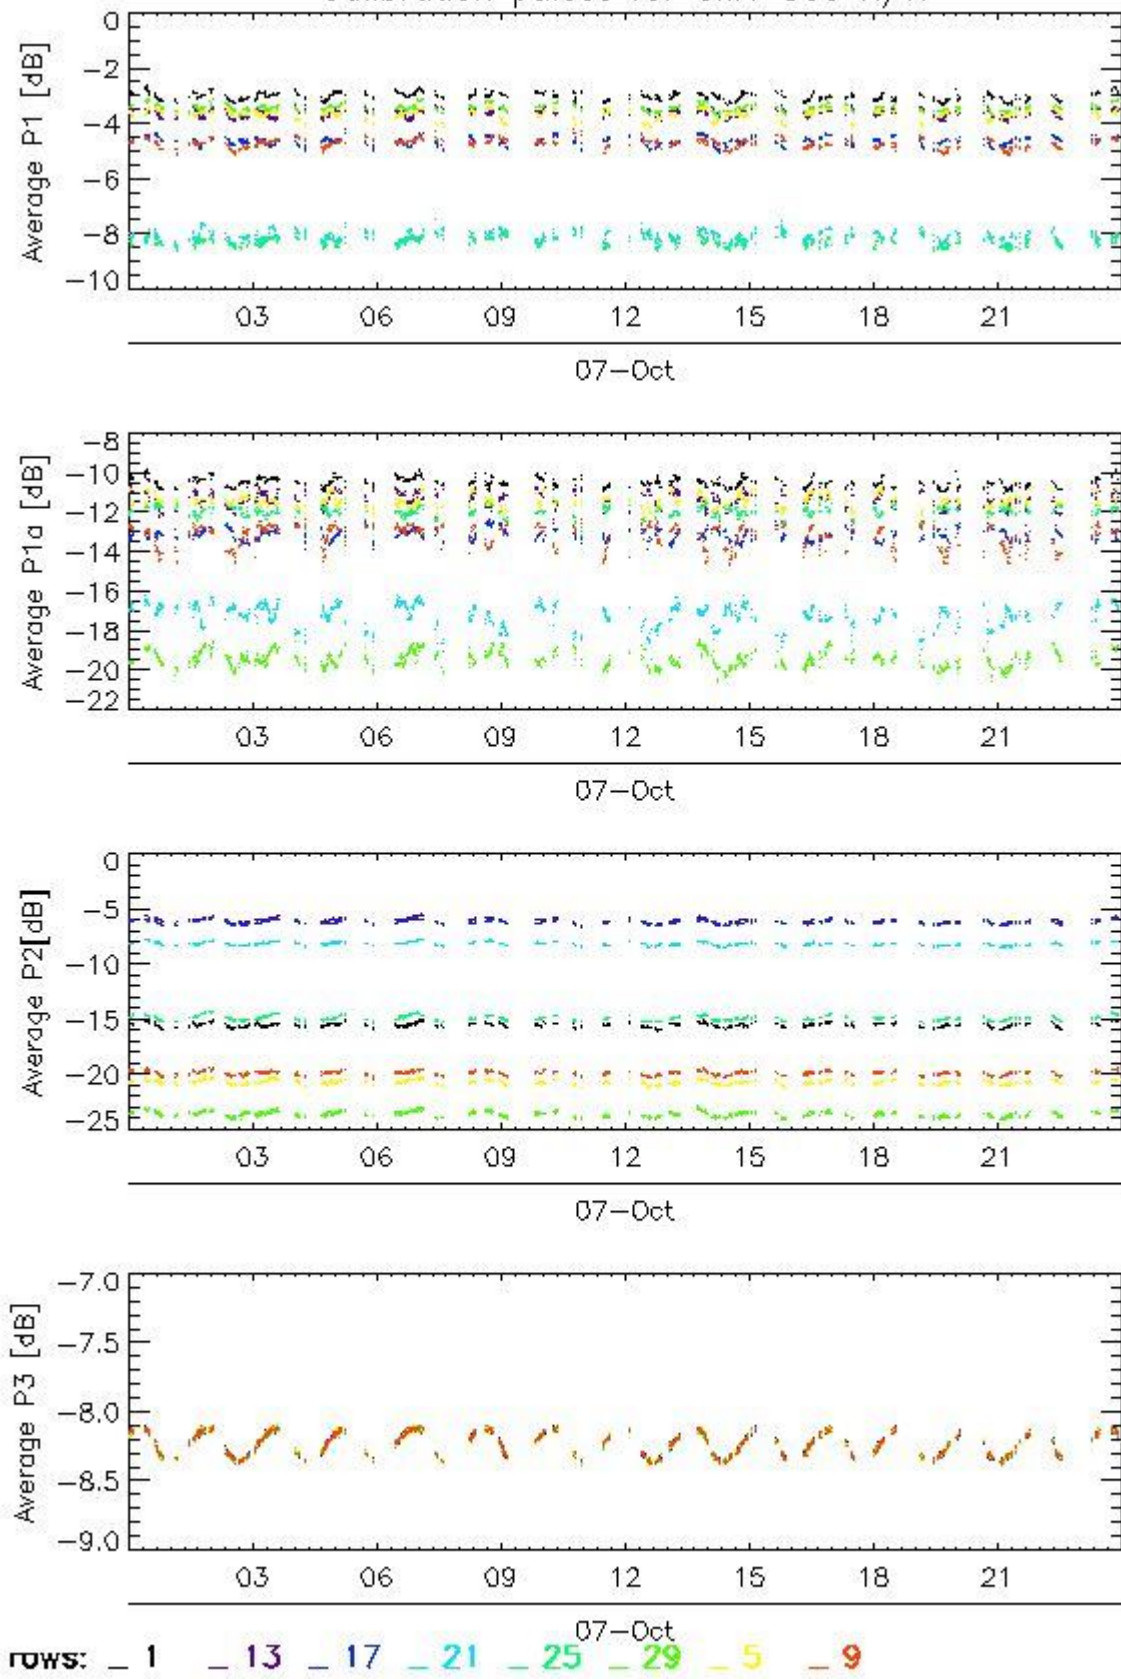 Average P1 [dB]
0
−2
−4
−6
−8
−10
03 06 09 12 15 18 21
07−Oct
Average P1a [dB]
−8
−10
−12
−14
−16
−18
−20
−22
03 06 09 12 15 18 21
07−Oct
Average P2[dB]
0
−5
−10
−15
−20
−25
03 06 09 12 15 18 21
07−Oct
Average P3 [dB]
−7.0
−7.5
−8.0
−8.5
−9.0
03 06 09 12 15 18 21
07−Oct
rows: _ 1 _ 13 _ 17 _ 21 _ 25 _ 29 _ 5 _ 9